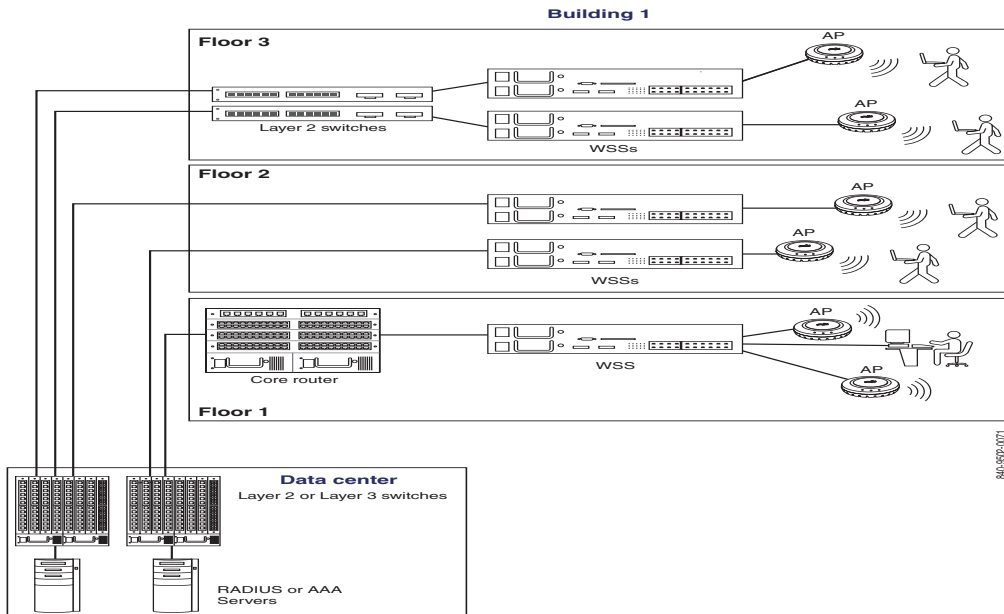 Building 1
Floor 3
AP
Layer 2 switches
AP
WSSs
Floor 2
AP
AP
WSSs
AP
Core router
WSS
AP
Floor 1
840-9502-0071
Data center
Layer 2 or Layer 3 switches
RADIUS or AAA
Servers